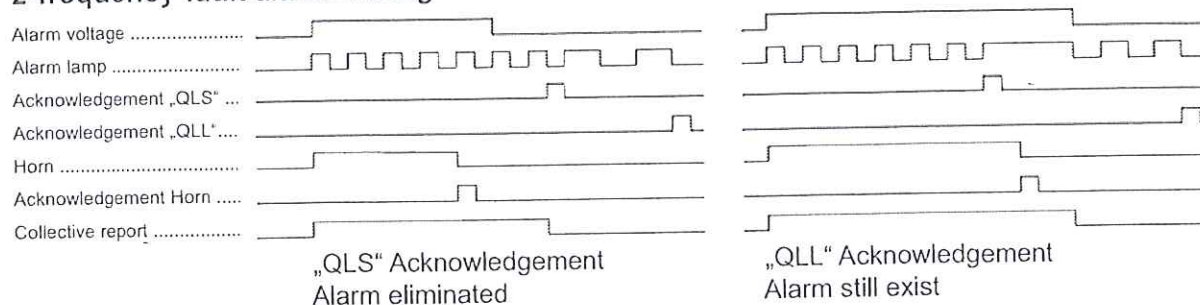 Alarm voltage ......................
Alarm lamp .........................
Acknowledgement „QLS“ ...
Acknowledgement „QLL“....
Horn ...................................
Acknowledgement Horn .....
Collective report .................
„QLS“ Acknowledgement
Alarm eliminated
„QLL“ Acknowledgement
Alarm still exist